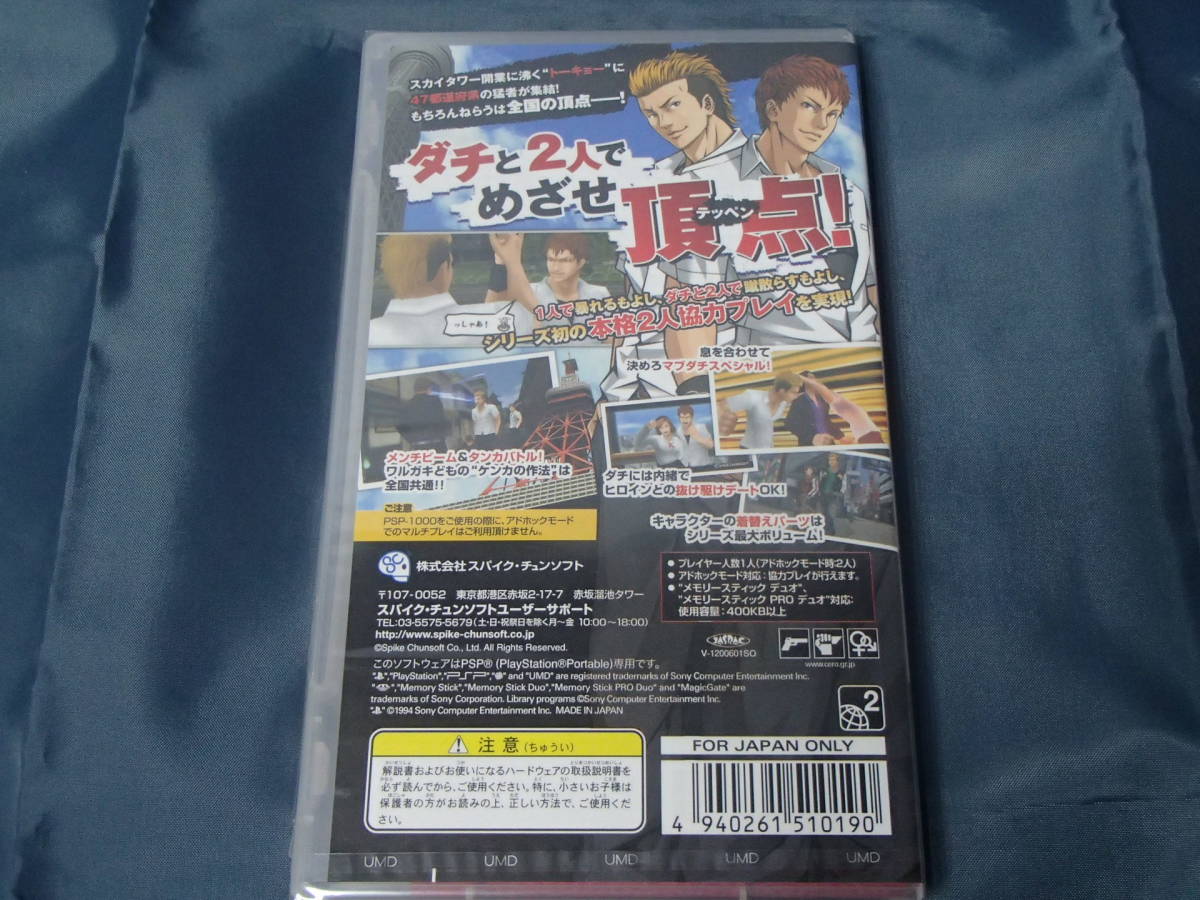 スカイタワー開業に沸く"トーキョー"に
47都道府県の猛者が集結!
もちろんねらうは全国の頂点――!
ダチと2人で
めざせ
頂点!
テッペン
っしゃあ!
1人で暴れるもよし、ダチと2人で蹴散らすもよし、
シリーズ初の本格2人協力プレイを実現!
息を合わせて
決めろマブダチスペシャル!
メンチビーム&タンカバトル!
ワルガキどもの"ケンカの作法"は
全国共通!!
ダチには内緒で
ヒロインとの抜け駆けデートOK!
キャラクターの着替えパーツは
シリーズ最大ボリューム!
ご注意
PSP-1000をご使用の際に、アドホックモード
でのマルチプレイはご利用頂けません。
株式会社 スパイク・チュンソフト
〒107-0052 東京都港区赤坂2-17-7 赤坂溜池タワー
スパイク・チュンソフトユーザーサポート
TEL:03-5575-5679(土・日・祝祭日を除く月~金 10:00~18:00)
http://www.spike-chunsoft.co.jp
©Spike Chunsoft Co., Ltd. All Rights Reserved.
● プレイヤー人数1人(アドホックモード時:2人)
● アドホックモード対応:協力プレイが行えます。
● "メモリースティック デュオ"、
"メモリースティック PRO デュオ"対応:
使用容量:400KB以上
JASRAC
V-1200601SO
www.cero.gr.jp
このソフトウェアはPSP® (PlayStation®Portable)専用です。
"PlayStation","PSP" and "UMD" are registered trademarks of Sony Computer Entertainment Inc.
"Memory Stick","Memory Stick Duo","Memory Stick PRO Duo" and "MagicGate" are
trademarks of Sony Corporation. Library programs ©Sony Computer Entertainment Inc.
©1994 Sony Computer Entertainment Inc. MADE IN JAPAN
2
注意(ちゅうい)
解説書およびお使いになるハードウェアの取扱説明書を
必ず読んでから、ご使用ください。特に、小さいお子様は
保護者の方がお読みの上、正しい方法で、ご使用くだ
さい。
FOR JAPAN ONLY
4 940261 510190
UMD UMD UMD UMD UMD